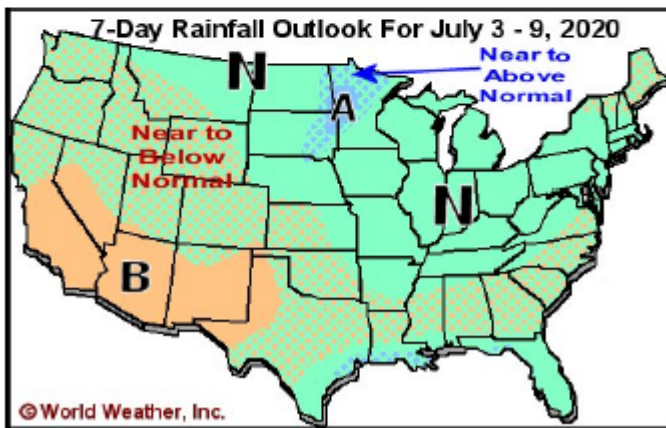 7-Day Rainfall Outlook For July 3 - 9, 2020
N
Near to
Above
Normal
A
Near to
Below
Normal
N
B
© World Weather, Inc.